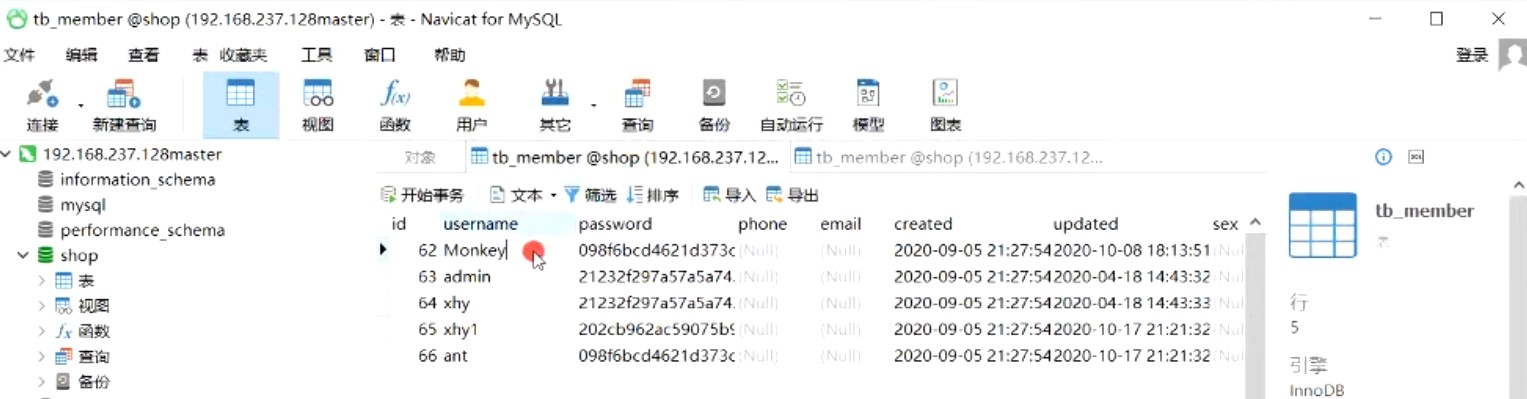 tb_member @shop (192.168.237.128master) - 表 - Navicat for MySQL
文件 编辑 查看 表 收藏夹 工具 窗口 帮助 登录
连接 新建查询 表 视图 函数 用户 其它 查询 备份 自动运行 模型 图表
192.168.237.128master
information_schema
mysql
performance_schema
shop
表
视图
函数
查询
备份
对象 tb_member @shop (192.168.237.12... tb_member @shop (192.168.237.12...
开始事务 文本 筛选 排序 导入 导出
id username password phone email created updated sex
62 Monkey 098f6bcd4621d373c (Null) (Null) 2020-09-05 21:27:54 2020-10-08 18:13:51 (Nul
63 admin 21232f297a57a5a74. (Null) (Null) 2020-09-05 21:27:54 2020-04-18 14:43:32 (Nul
64 xhy 21232f297a57a5a74. (Null) (Null) 2020-09-05 21:27:54 2020-04-18 14:43:33 (Nul
65 xhy1 202cb962ac59075b9 (Null) (Null) 2020-09-05 21:27:54 2020-10-17 21:21:32 (Nul
66 ant 098f6bcd4621d373c (Null) (Null) 2020-09-05 21:27:54 2020-10-17 21:21:32 (Nul
tb_member
表
行
5
引擎
InnoDB